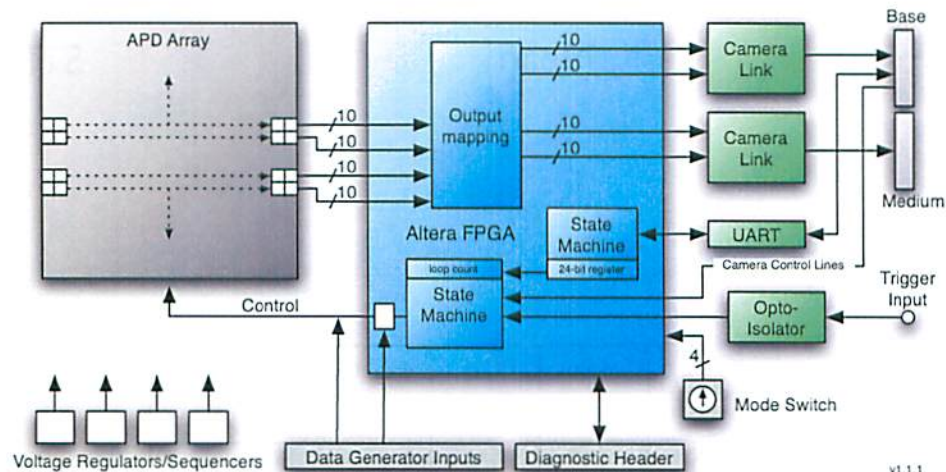 APD Array
10
10
10
10
Output
mapping
10
10
10
10
Camera
Link
Camera
Link
Base
Medium
Altera FPGA
State
Machine
24-bit register
loop count
State
Machine
UART
Camera Control Lines
Trigger
Input
Opto-
Isolator
Control
4
Mode Switch
Voltage Regulators/Sequencers
Data Generator Inputs
Diagnostic Header
v1.1.1